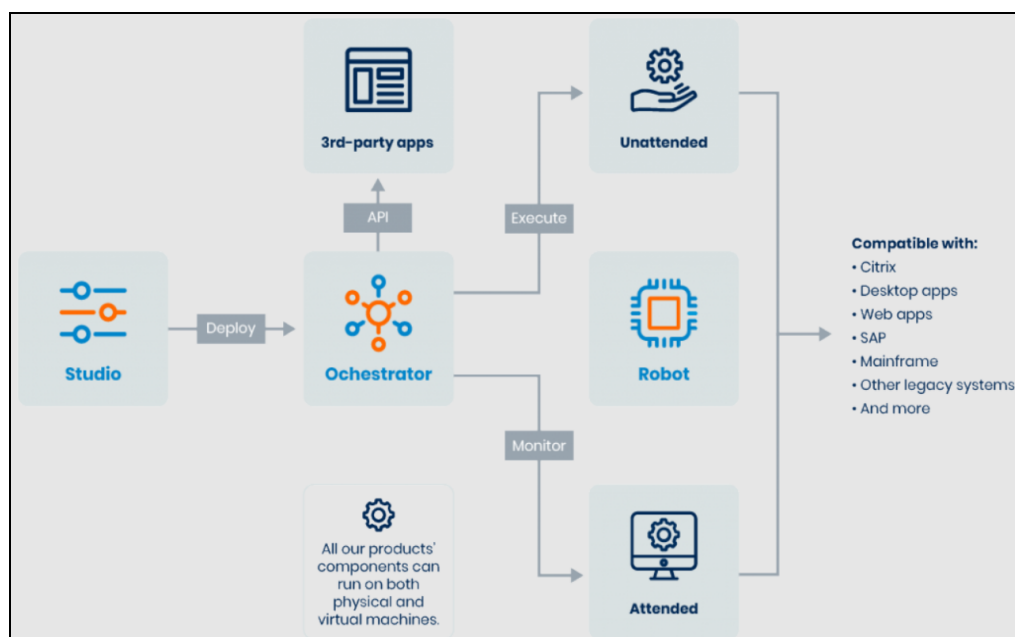 3rd-party apps
Unattended
API
Execute
Compatible with:
• Citrix
• Desktop apps
• Web apps
• SAP
• Mainframe
• Other legacy systems
• And more
Deploy
Studio
Ochestrator
Robot
Monitor
All our products'
components can
run on both
physical and
virtual machines.
Attended